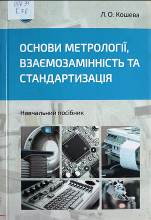 Л. О. Кошева
ОСНОВИ МЕТРОЛОГІЇ,
ВЗАЄМОЗАМІННІСТЬ ТА
СТАНДАРТИЗАЦІЯ
Навчальний посібник